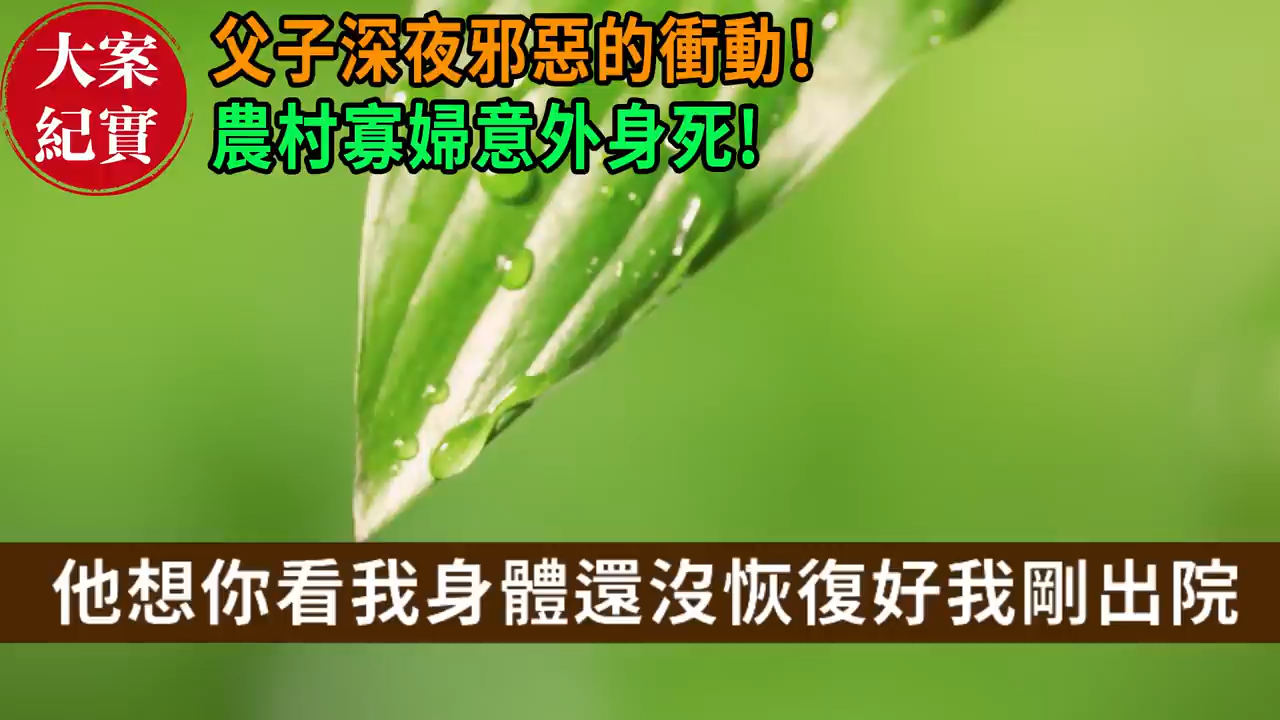 大案
紀實
父子深夜邪惡的衝動！
農村寡婦意外身死！
他想你看我身體還沒恢復好我剛出院